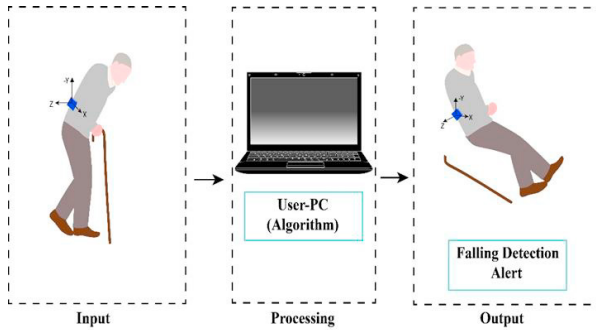 -Y
Z
X
-Y
Z
X
User-PC
(Algorithm)
Falling Detection
Alert
Input
Processing
Output